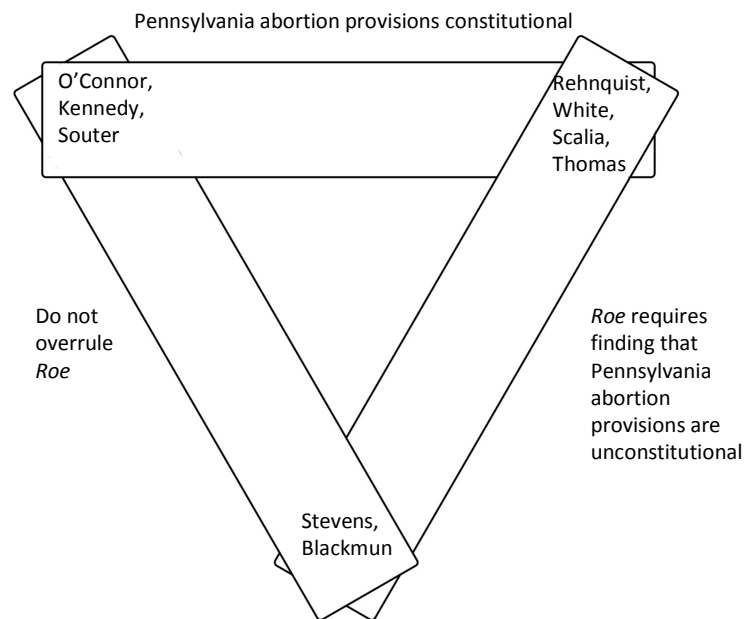 Pennsylvania abortion provisions constitutional
O’Connor,
Kennedy,
Souter
Rehnquist,
White,
Scalia,
Thomas
Do not
overrule
Roe
Roe requires
finding that
Pennsylvania
abortion
provisions are
unconstitutional
Stevens,
Blackmun